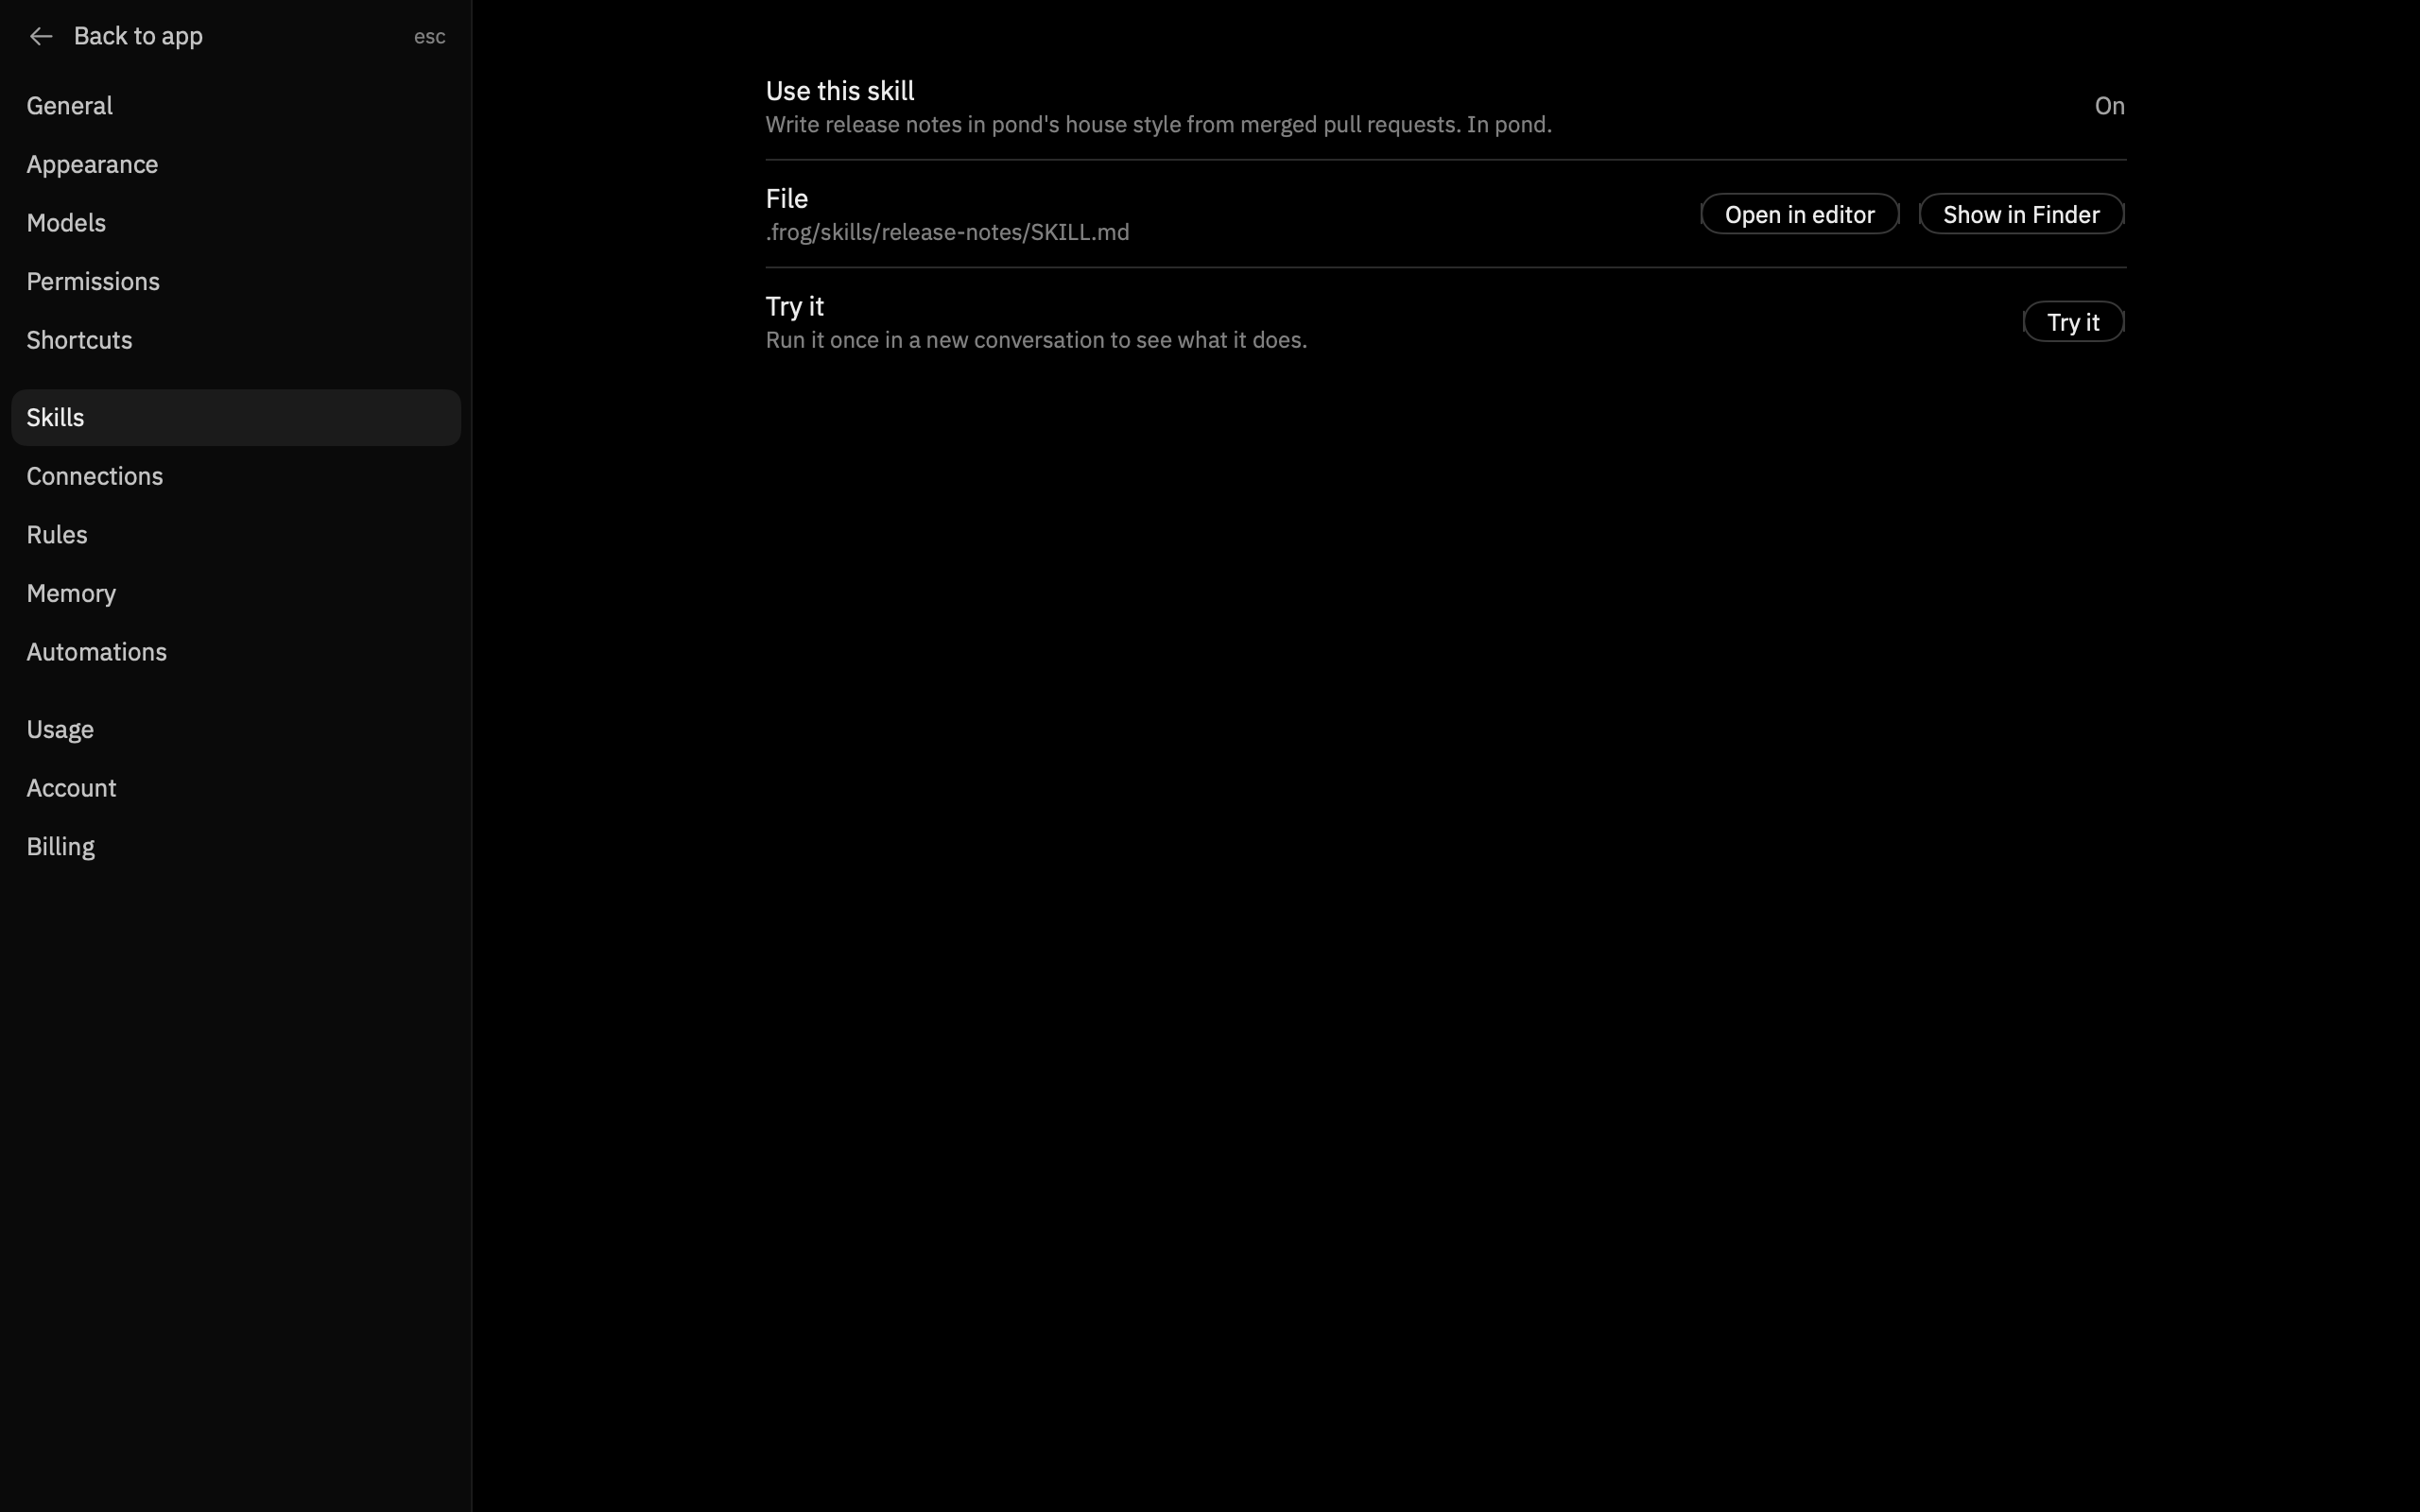 Back to app
esc
General
Appearance
Models
Permissions
Shortcuts
Skills
Connections
Rules
Memory
Automations
Usage
Account
Billing
Use this skill
Write release notes in pond's house style from merged pull requests. In pond.
On
File
.frog/skills/release-notes/SKILL.md
Open in editor
Show in Finder
Try it
Run it once in a new conversation to see what it does.
Try it